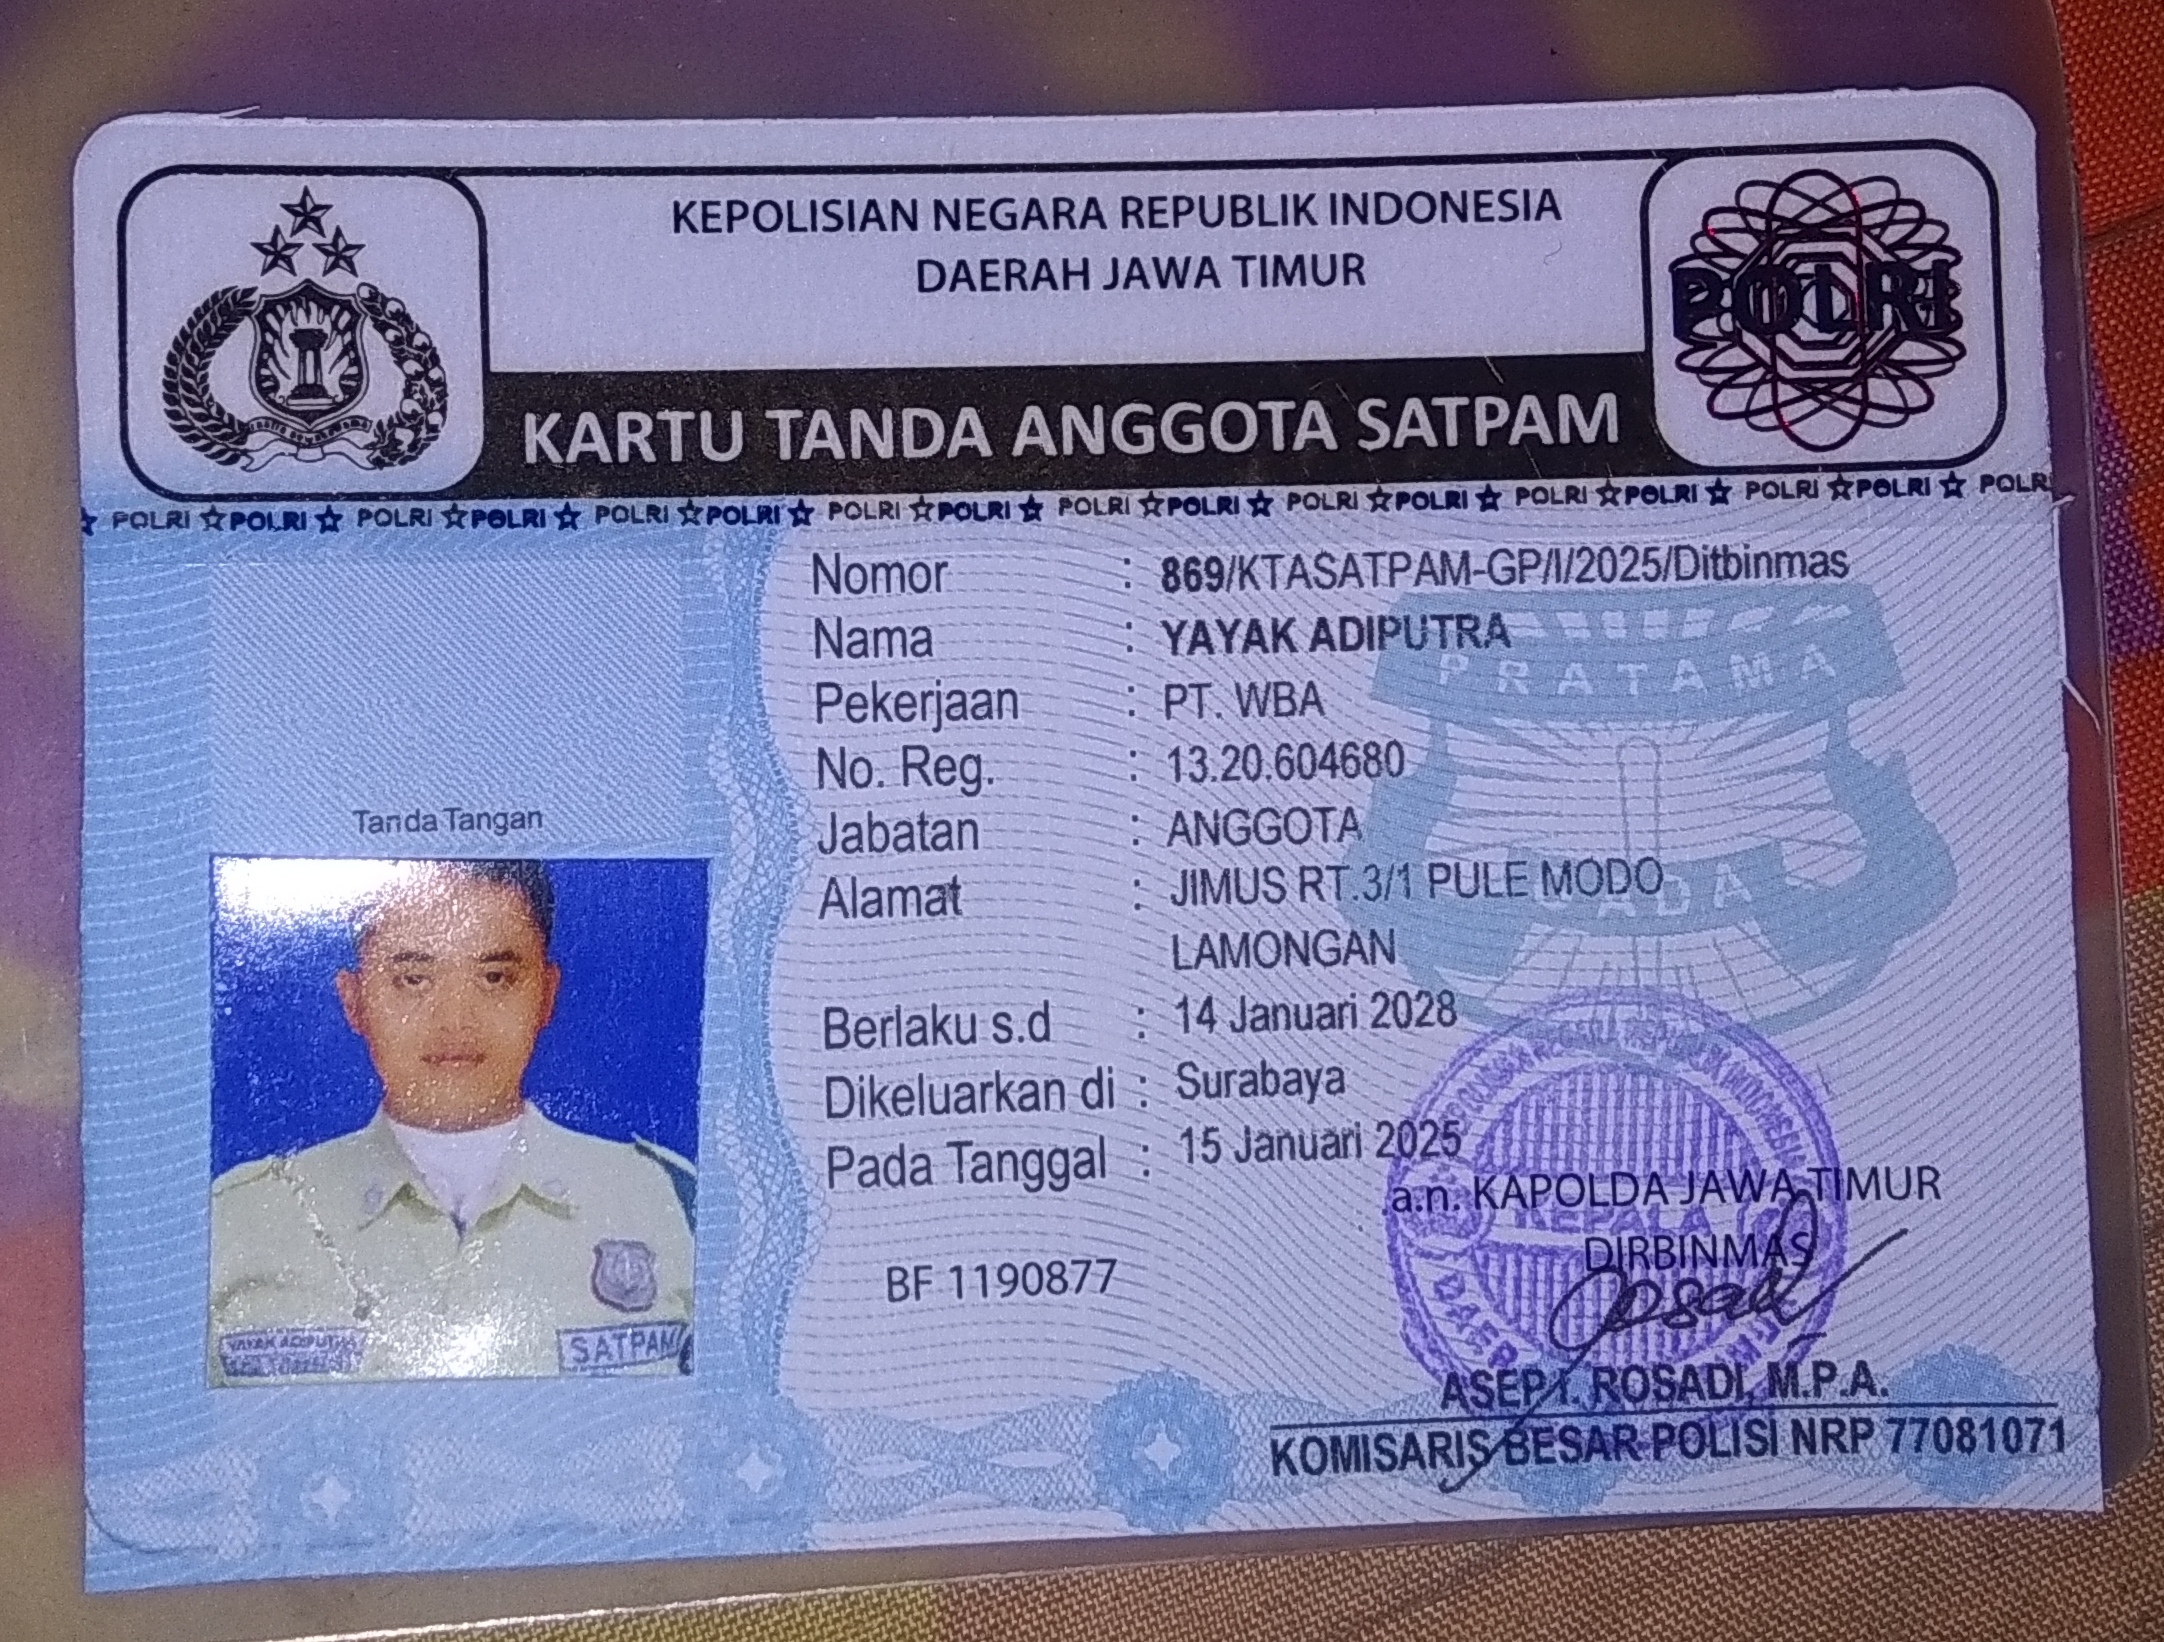 KEPOLISIAN NEGARA REPUBLIK INDONESIA
DAERAH JAWA TIMUR
POLRI
KARTU TANDA ANGGOTA SATPAM
POLRI POLRI POLRI POLRI POLRI POLRI POLRI POLRI POLRI POLRI POLRI POLRI POLRI POLRI POLRI POLRI POLR
Nomor : 869/KTASATPAM-GP/I/2025/Ditbinmas
Nama : YAYAK ADIPUTRA
PRATAMA
Pekerjaan : PT. WBA
No. Reg. : 13.20.604680
Tanda Tangan
Jabatan : ANGGOTA
Alamat : JIMUS RT.3/1 PULE MODO
LAMONGAN
Berlaku s.d : 14 Januari 2028
Dikeluarkan di : Surabaya
Pada Tanggal : 15 Januari 2025
a.n. KAPOLDA JAWA TIMUR
KEPALA
DIRBINMAS
BF 1190877
YAYAK ADIPUTRA
SATPAM
ASEP I. ROSADI, M.P.A.
KOMISARIS BESAR POLISI NRP 77081071